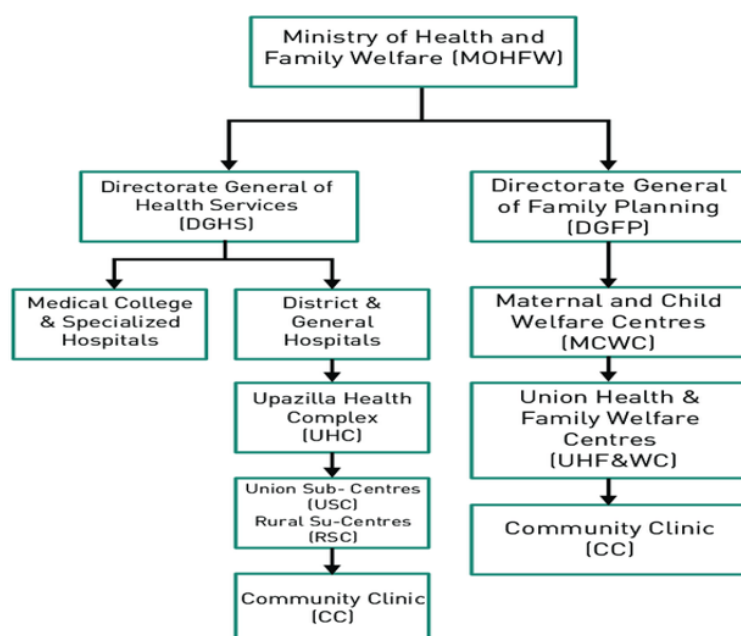 Ministry of Health and
Family Welfare (MOHFW)
Directorate General of
Health Services
(DGHS)
Directorate General
of Family Planning
(DGFP)
Medical College
& Specialized
Hospitals
District &
General
Hospitals
Maternal and Child
Welfare Centres
(MCWC)
Upazilla Health
Complex
(UHC)
Union Health &
Family Welfare
Centres
(UHF&WC)
Union Sub- Centres
(USC)
Rural Su-Centres
(RSC)
Community Clinic
(CC)
Community Clinic
(CC)